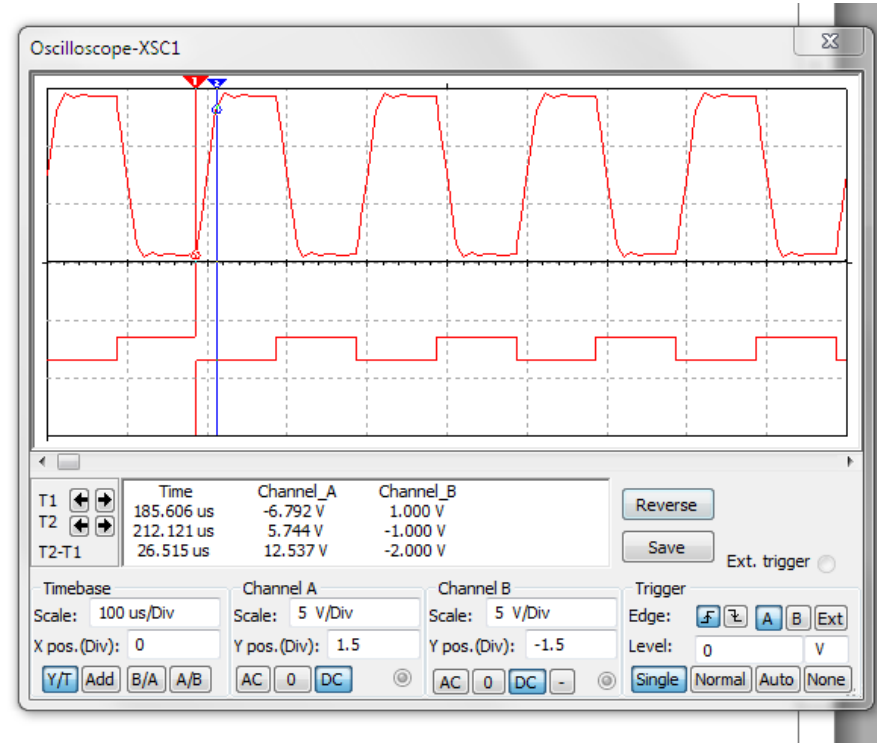 Oscilloscope-XSC1
1 2
T1
T2
T2-T1
Time Channel_A Channel_B
185.606 us -6.792 V 1.000 V
212.121 us 5.744 V -1.000 V
26.515 us 12.537 V -2.000 V
Reverse
Save
Ext. trigger
Timebase
Scale: 100 us/Div
X pos.(Div): 0
Y/T Add B/A A/B
Channel A
Scale: 5 V/Div
Y pos.(Div): 1.5
AC 0 DC
Channel B
Scale: 5 V/Div
Y pos.(Div): -1.5
AC 0 DC -
Trigger
Edge: A B Ext
Level: 0 V
Single Normal Auto None